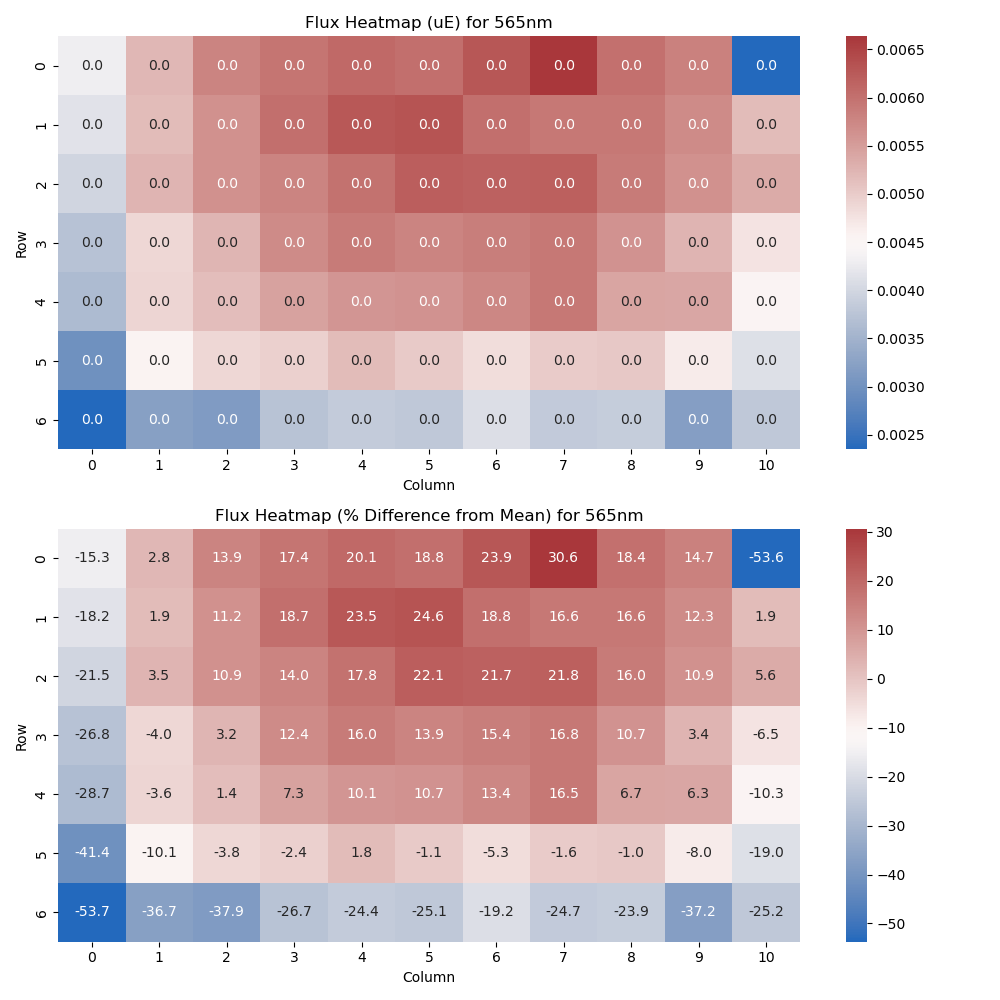 Flux Heatmap (uE) for 565nm
0 0.0 0.0 0.0 0.0 0.0 0.0 0.0 0.0 0.0 0.0 0.0 0.0065
1 0.0 0.0 0.0 0.0 0.0 0.0 0.0 0.0 0.0 0.0 0.0 0.0060
2 0.0 0.0 0.0 0.0 0.0 0.0 0.0 0.0 0.0 0.0 0.0 0.0055
3 0.0 0.0 0.0 0.0 0.0 0.0 0.0 0.0 0.0 0.0 0.0 0.0050
4 0.0 0.0 0.0 0.0 0.0 0.0 0.0 0.0 0.0 0.0 0.0 0.0045
5 0.0 0.0 0.0 0.0 0.0 0.0 0.0 0.0 0.0 0.0 0.0 0.0040
6 0.0 0.0 0.0 0.0 0.0 0.0 0.0 0.0 0.0 0.0 0.0 0.0035
0.0030
0.0025
Row
0 1 2 3 4 5 6 7 8 9 10
Column
Flux Heatmap (% Difference from Mean) for 565nm
0 -15.3 2.8 13.9 17.4 20.1 18.8 23.9 30.6 18.4 14.7 -53.6 30
1 -18.2 1.9 11.2 18.7 23.5 24.6 18.8 16.6 16.6 12.3 1.9 20
2 -21.5 3.5 10.9 14.0 17.8 22.1 21.7 21.8 16.0 10.9 5.6 10
3 -26.8 -4.0 3.2 12.4 16.0 13.9 15.4 16.8 10.7 3.4 -6.5 0
4 -28.7 -3.6 1.4 7.3 10.1 10.7 13.4 16.5 6.7 6.3 -10.3 −10
5 -41.4 -10.1 -3.8 -2.4 1.8 -1.1 -5.3 -1.6 -1.0 -8.0 -19.0 −20
6 -53.7 -36.7 -37.9 -26.7 -24.4 -25.1 -19.2 -24.7 -23.9 -37.2 -25.2 −30
−40
−50
Row
0 1 2 3 4 5 6 7 8 9 10
Column